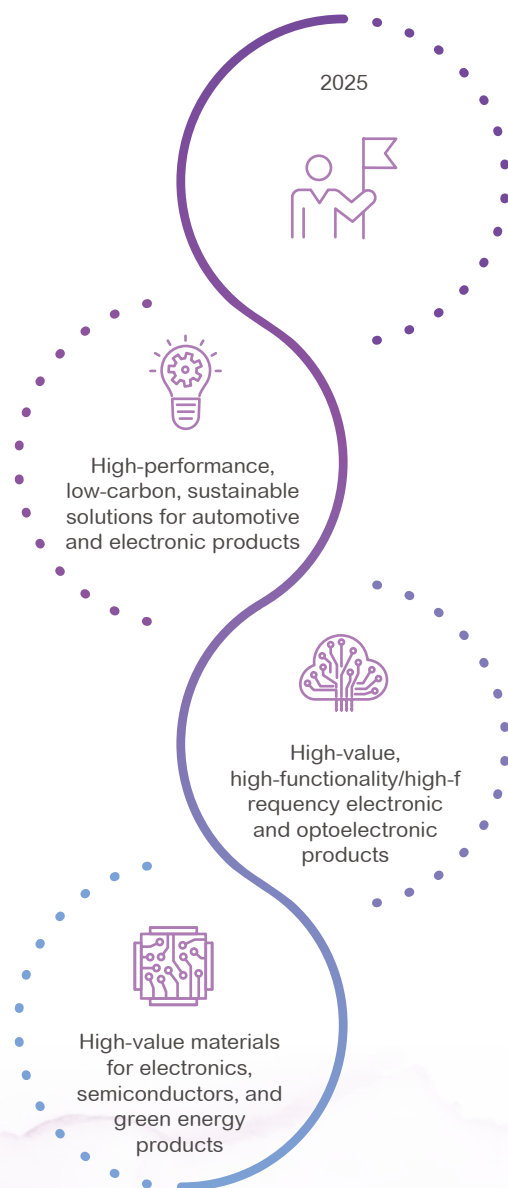 2025
High-performance,
low-carbon, sustainable
solutions for automotive
and electronic products
High-value,
high-functionality/high-f
requency electronic
and optoelectronic
products
High-value materials
for electronics,
semiconductors, and
green energy
products